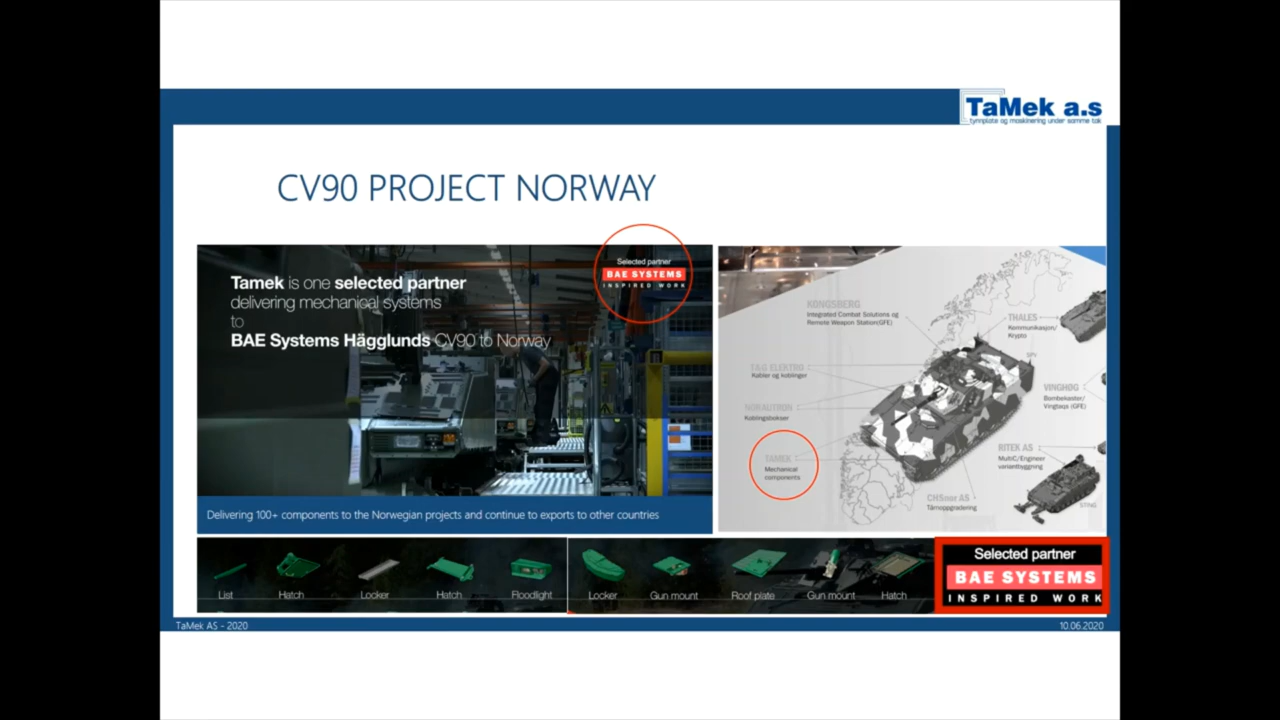 TaMek a.s
tynnplate og maskinering under samme tak
CV90 PROJECT NORWAY
Tamek is one selected partner
delivering mechanical systems
to
BAE Systems Hägglunds CV90 to Norway
Selected partner
BAE SYSTEMS
INSPIRED WORK
Delivering 100+ components to the Norwegian projects and continue to exports to other countries
KONGSBERG
Integrated Combat Solutions og
Remote Weapon Station(GFE)
THALES
Kommunikasjon/
Krypto
SPV
T&G ELEKTRO
Kabler og koblinger
NORAUTRON
Koblingsbokser
VINGHØG
Bombekaster/
Vingtaqs (GFE)
TAMEK
Mechanical
components
RITEK AS
MultiC/Engineer
variantbygging
CHSnor AS
Tårnoppgradering
STING
List
Hatch
Locker
Hatch
Floodlight
Locker
Gun mount
Roof plate
Gun mount
Hatch
Selected partner
BAE SYSTEMS
INSPIRED WORK
TaMek AS - 2020
10.06.2020